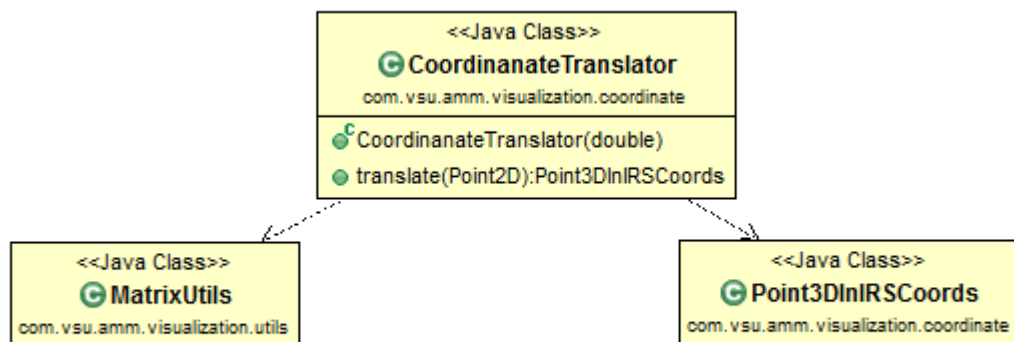 <<Java Class>>
C CoordinanateTranslator
com.vsu.amm.visualization.coordinate
C CoordinanateTranslator(double)
translate(Point2D):Point3DInIRSCoords
<<Java Class>>
C MatrixUtils
com.vsu.amm.visualization.utils
<<Java Class>>
C Point3DInIRSCoords
com.vsu.amm.visualization.coordinate